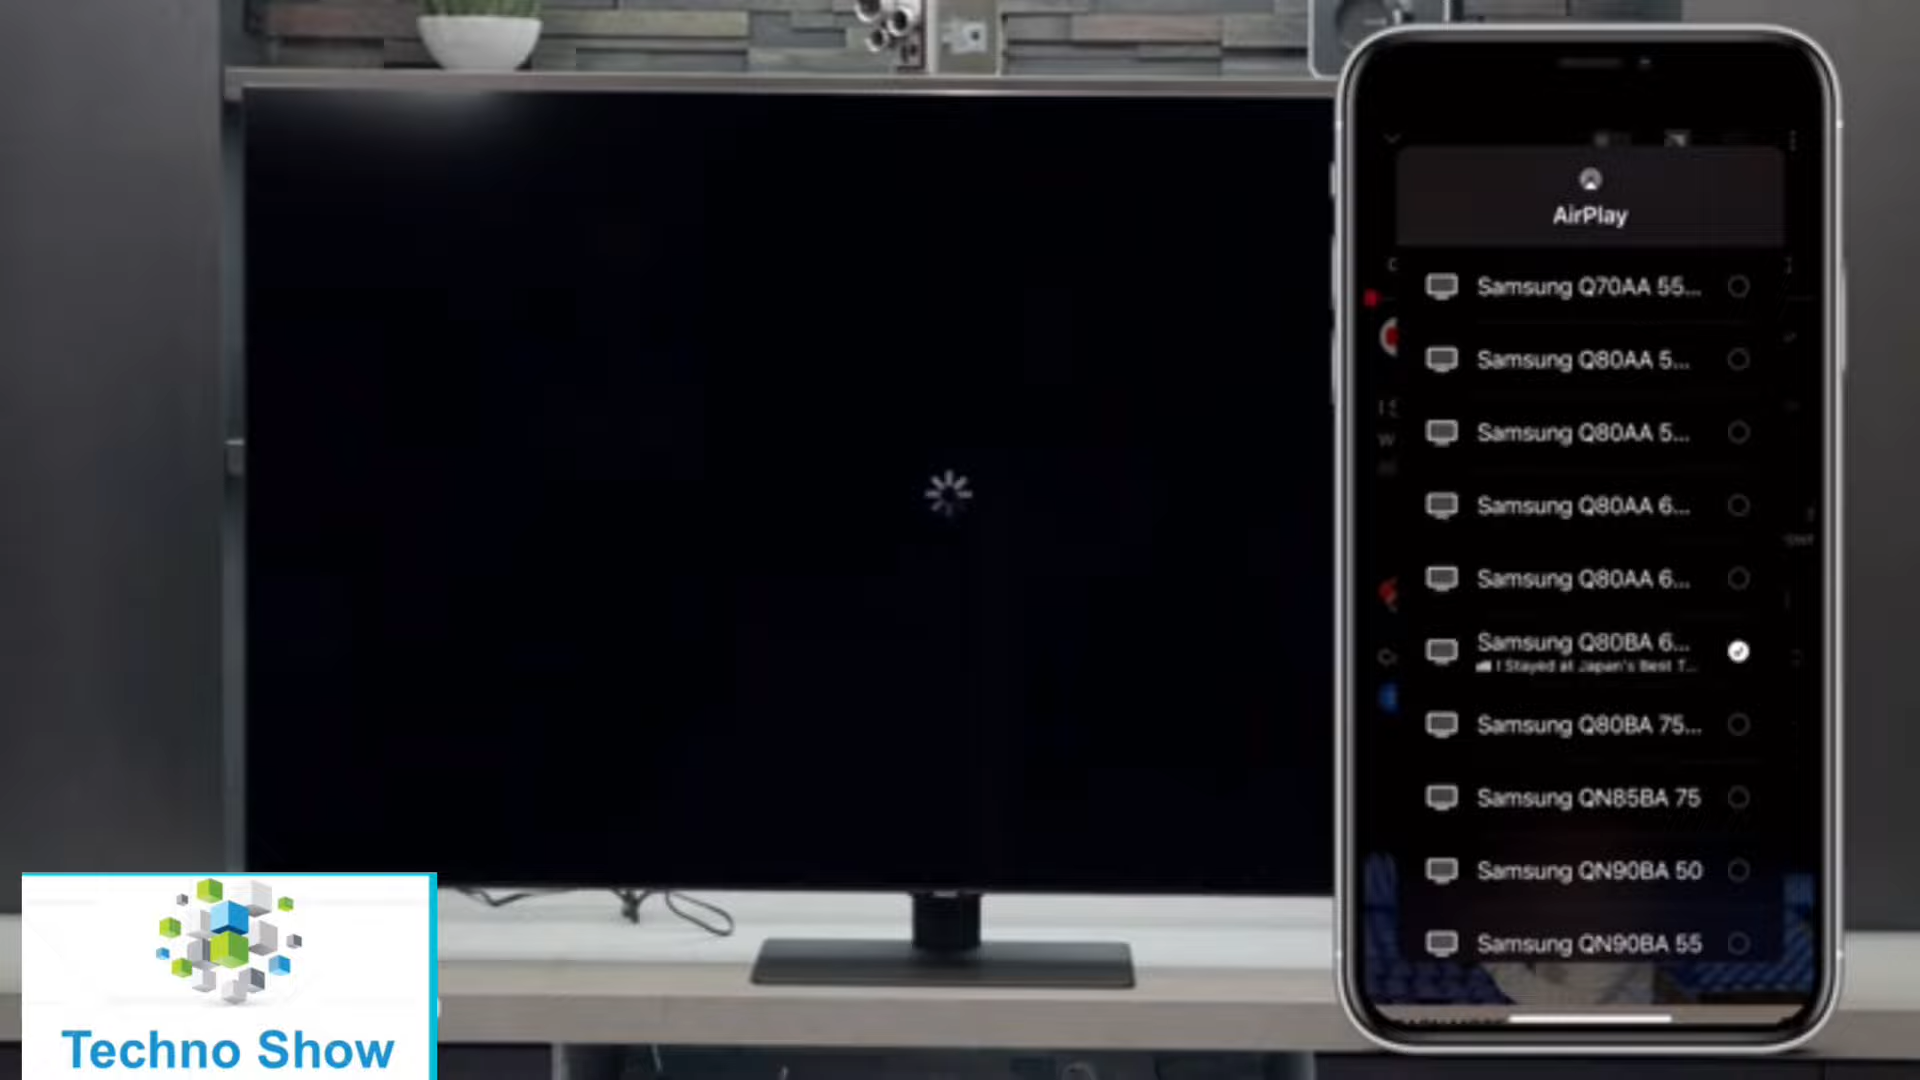 AirPlay
Samsung Q70AA 55...
Samsung Q80AA 5...
Samsung Q80AA 5...
Samsung Q80AA 6...
Samsung Q80AA 6...
Samsung Q80BA 6...
I Stayed at Japan's Best T...
Samsung Q80BA 75...
Samsung QN85BA 75
Samsung QN90BA 50
Samsung QN90BA 55
Techno Show